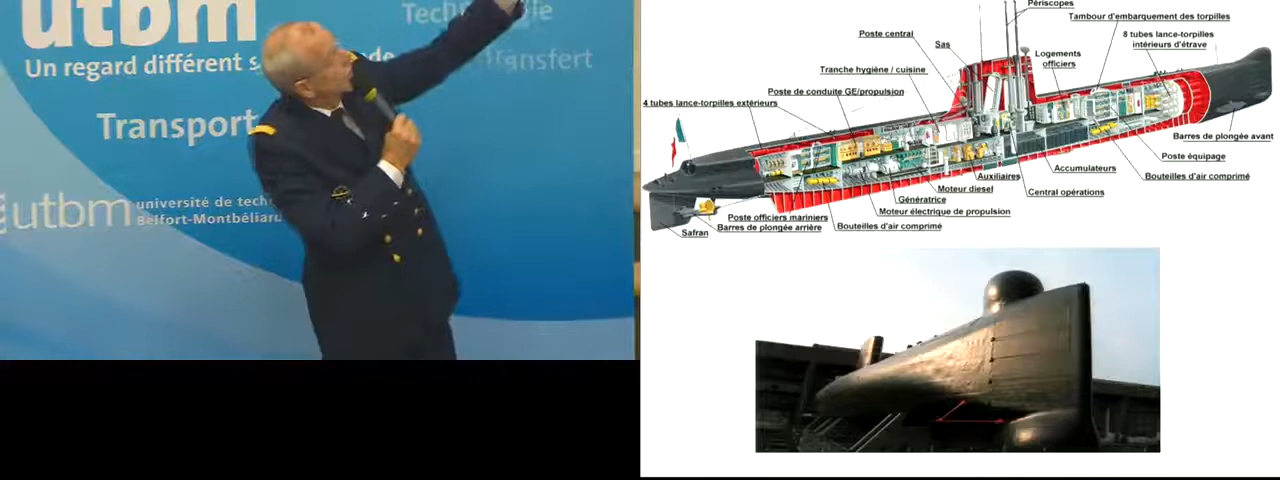 utbm
Un regard différent s
Transport
Transfert
utbm
université de tech
Belfort-Montbéliard
Périscopes
Tambour d'embarquement des torpilles
Poste central
8 tubes lance-torpilles
intérieurs d'étrave
Sas
Logements
officiers
Tranche hygiène / cuisine
Poste de conduite GE/propulsion
4 tubes lance-torpilles extérieurs
Barres de plongée avant
Poste équipage
Accumulateurs
Bouteilles d'air comprimé
Auxiliaires
Central opérations
Moteur diesel
Génératrice
Moteur électrique de propulsion
Poste officiers mariniers
Barres de plongée arrière
Bouteilles d'air comprimé
Safran